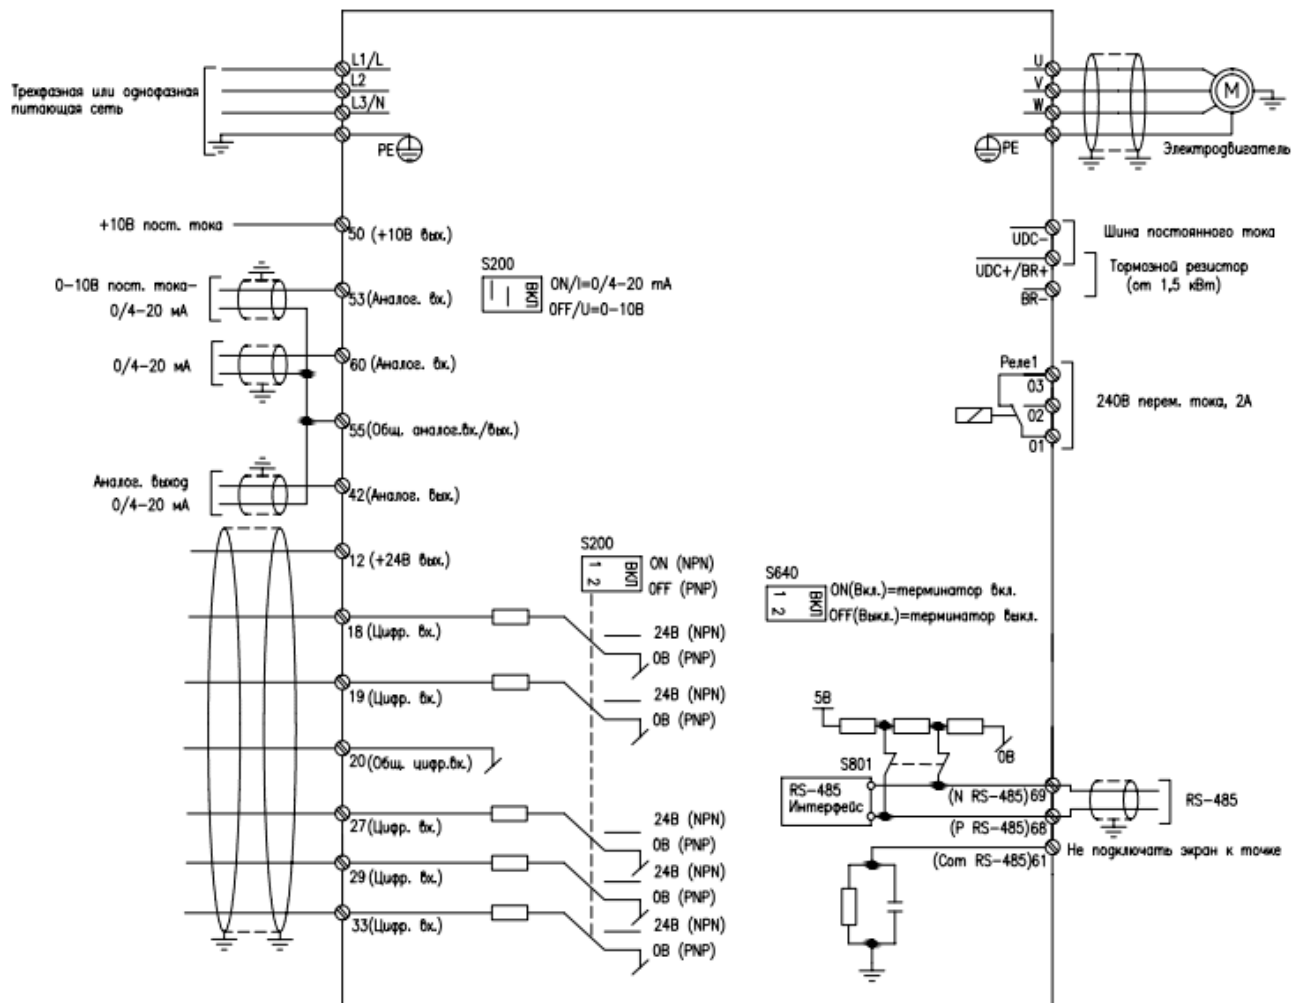 L1/L
L2
L3/N
Трехфазная или однофазная
питающая сеть
PE
U
V
W
M
PE
Электродвигатель
+10В пост. тока
50 (+10В вых.)
UDC-
Шина постоянного тока
UDC+/BR+
Тормозной резистор
(от 1,5 кВт)
BR-
0-10В пост. тока-
0/4-20 мА
53(Аналог. вх.)
S200
ВКЛ
ON/I=0/4-20 mA
OFF/U=0-10В
0/4-20 мА
60(Аналог. вх.)
55(Общ. аналог.вх./вых.)
Реле1
03
02
01
240В перем. тока, 2А
Аналог. выход
0/4-20 мА
42(Аналог. вых.)
12 (+24В вых.)
S200
1
2
ВКЛ
ON (NPN)
OFF (PNP)
S640
1
2
ВКЛ
ON(Вкл.)=терминатор вкл.
OFF(Выкл.)=терминатор выкл.
18(Цифр. вх.)
24В (NPN)
0В (PNP)
19(Цифр. вх.)
24В (NPN)
0В (PNP)
20(Общ. цифр.вх.)
27(Цифр. вх.)
24В (NPN)
0В (PNP)
29(Цифр. вх.)
24В (NPN)
0В (PNP)
33(Цифр. вх.)
24В (NPN)
0В (PNP)
5В
0В
S801
RS-485
Интерфейс
(N RS-485)69
(P RS-485)68
RS-485
(Com RS-485)61
Не подключать экран к точке